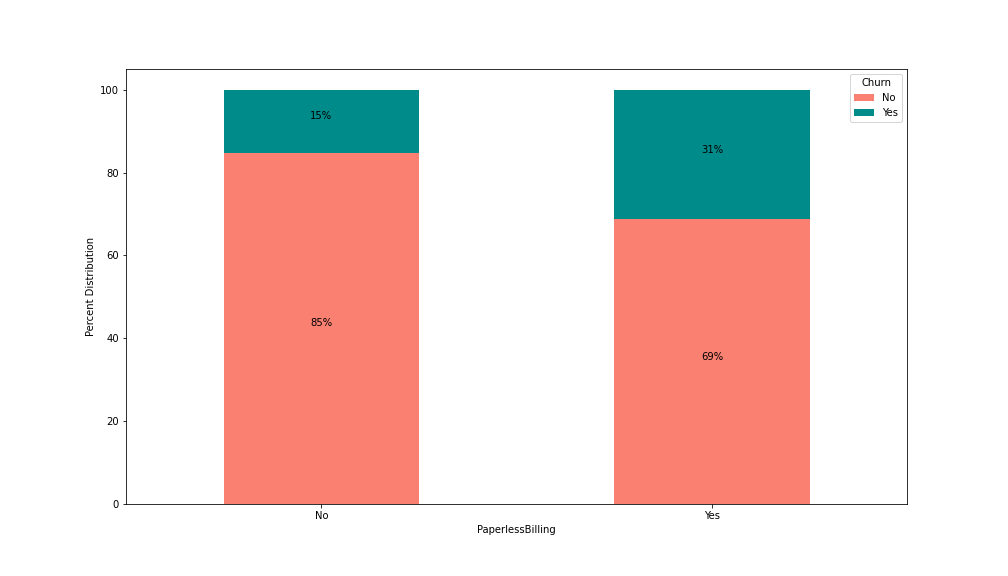 Churn
No
Yes
100
80
60
40
20
0
Percent Distribution
15%
31%
85%
69%
No
Yes
PaperlessBilling